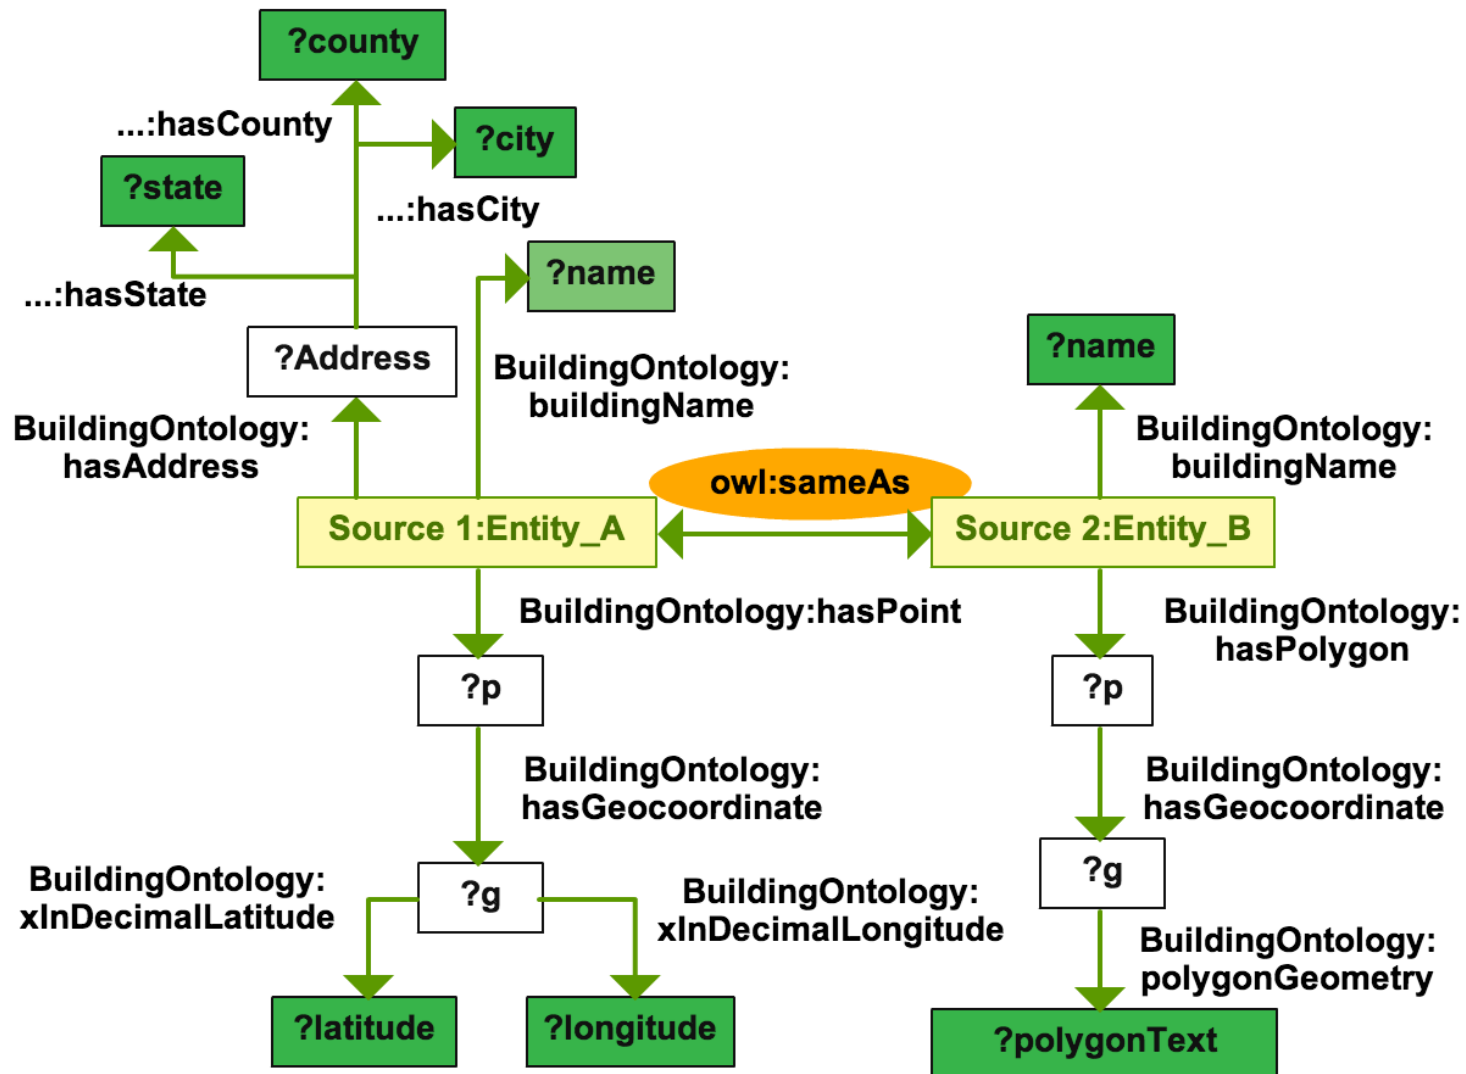 ?county
...:hasCounty
?city
?state
...:hasCity
?name
...:hasState
?Address
BuildingOntology:
buildingName
?name
BuildingOntology:
hasAddress
BuildingOntology:
buildingName
owl:sameAs
Source 1:Entity_A
Source 2:Entity_B
BuildingOntology:hasPoint
BuildingOntology:
hasPolygon
?p
?p
BuildingOntology:
hasGeocoordinate
BuildingOntology:
hasGeocoordinate
BuildingOntology:
xInDecimalLatitude
?g
BuildingOntology:
xInDecimalLongitude
?g
BuildingOntology:
polygonGeometry
?latitude
?longitude
?polygonText